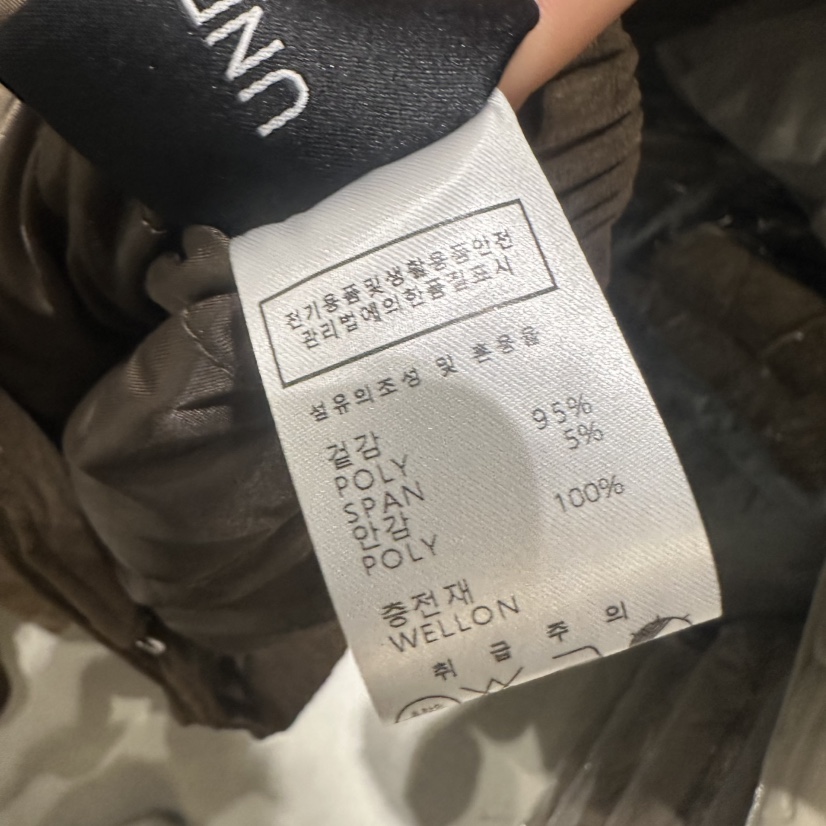 UNF
전기용품및생활용품안전
관리법에의한품질표시
섬유의조성 및 혼용율
겉감
POLY 95%
SPAN 5%
안감
POLY 100%
충전재
WELLON
취 급 주 의